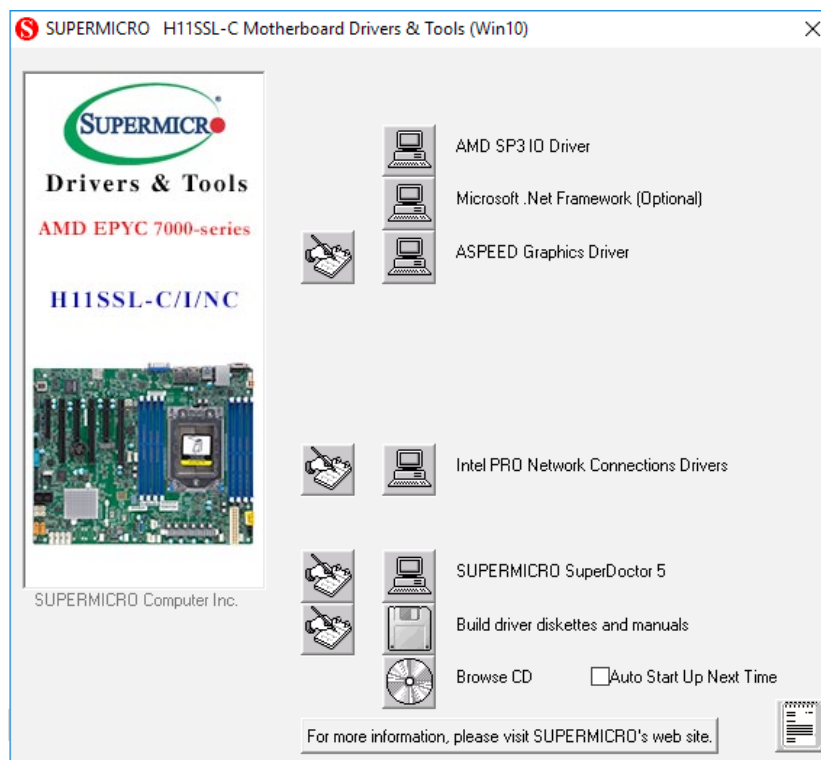 SUPERMICRO H11SSL-C Motherboard Drivers & Tools (Win10)
SUPERMICRO
Drivers & Tools
AMD EPYC 7000-series
H11SSL-C/I/NC
SUPERMICRO Computer Inc.
AMD SP3 IO Driver
Microsoft .Net Framework (Optional)
ASPEED Graphics Driver
Intel PRO Network Connections Drivers
SUPERMICRO SuperDoctor 5
Build driver diskettes and manuals
Browse CD
Auto Start Up Next Time
For more information, please visit SUPERMICRO's web site.